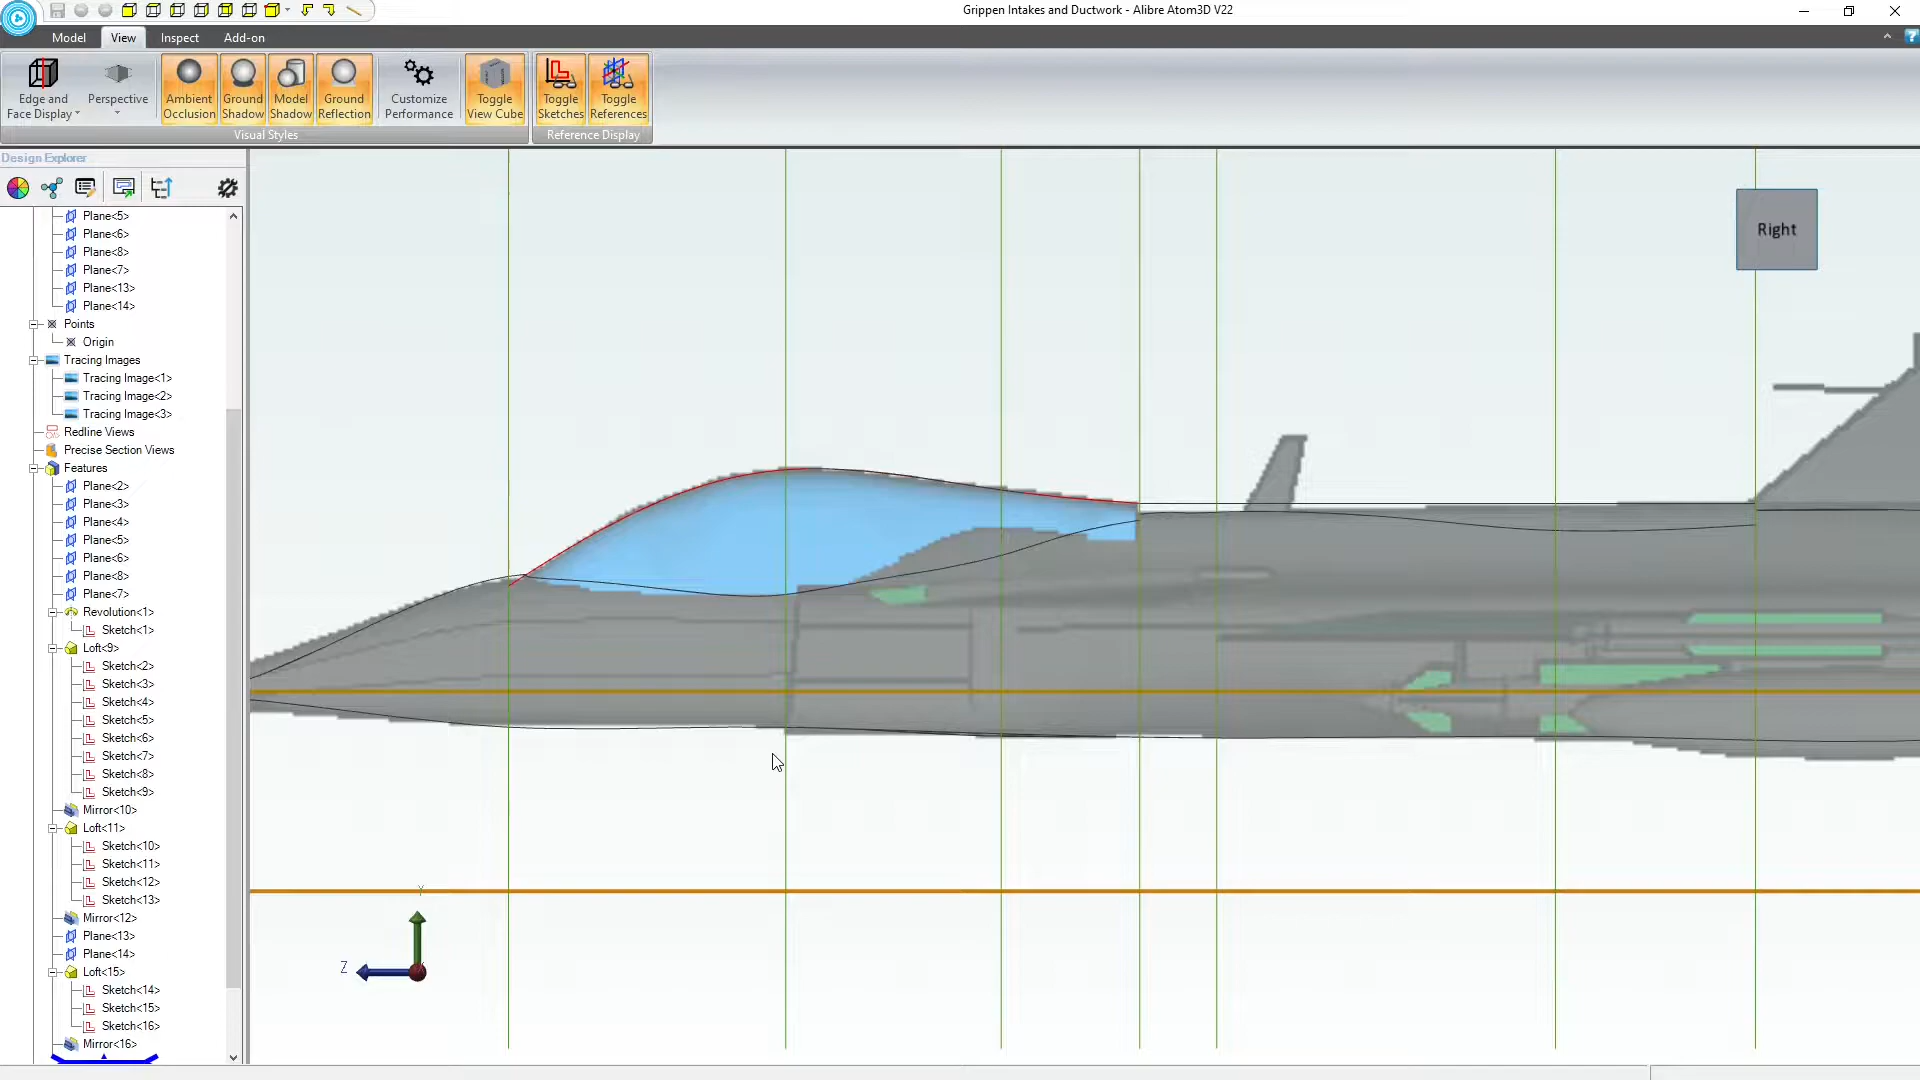 Grippen Intakes and Ductwork - Alibre Atom3D V22
Model View Inspect Add-on
Edge and
Face Display
Perspective
Ambient
Occlusion
Ground
Shadow
Model
Shadow
Ground
Reflection
Customize
Performance
Toggle
View Cube
Toggle
Sketches
Toggle
References
Visual Styles
Reference Display
Design Explorer
Plane<5>
Plane<6>
Plane<8>
Plane<7>
Plane<13>
Plane<14>
Points
Origin
Tracing Images
Tracing Image<1>
Tracing Image<2>
Tracing Image<3>
Redline Views
Precise Section Views
Features
Plane<2>
Plane<3>
Plane<4>
Plane<5>
Plane<6>
Plane<8>
Plane<7>
Revolution<1>
Sketch<1>
Loft<9>
Sketch<2>
Sketch<3>
Sketch<4>
Sketch<5>
Sketch<6>
Sketch<7>
Sketch<8>
Sketch<9>
Mirror<10>
Loft<11>
Sketch<10>
Sketch<11>
Sketch<12>
Sketch<13>
Mirror<12>
Plane<13>
Plane<14>
Loft<15>
Sketch<14>
Sketch<15>
Sketch<16>
Mirror<16>
Right
Y
Z